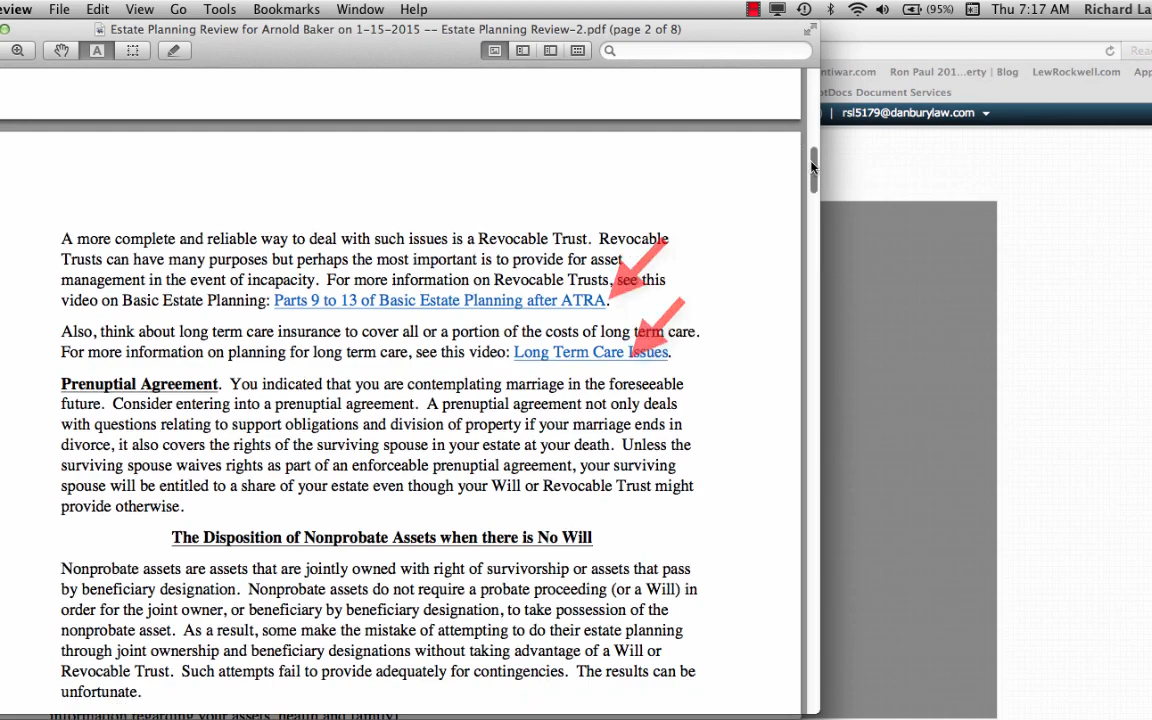 eview File Edit View Go Tools Bookmarks Window Help (95%) Thu 7:17 AM Richard La
Estate Planning Review for Arnold Baker on 1-15-2015 -- Estate Planning Review-2.pdf (page 2 of 8)
A
Rea
ntiwar.com Ron Paul 201...erty | Blog LewRockwell.com App
otDocs Document Services
| rsl5179@danburylaw.com
A more complete and reliable way to deal with such issues is a Revocable Trust. Revocable
Trusts can have many purposes but perhaps the most important is to provide for asset
management in the event of incapacity. For more information on Revocable Trusts, see this
video on Basic Estate Planning: Parts 9 to 13 of Basic Estate Planning after ATRA.
Also, think about long term care insurance to cover all or a portion of the costs of long term care.
For more information on planning for long term care, see this video: Long Term Care Issues.
Prenuptial Agreement. You indicated that you are contemplating marriage in the foreseeable
future. Consider entering into a prenuptial agreement. A prenuptial agreement not only deals
with questions relating to support obligations and division of property if your marriage ends in
divorce, it also covers the rights of the surviving spouse in your estate at your death. Unless the
surviving spouse waives rights as part of an enforceable prenuptial agreement, your surviving
spouse will be entitled to a share of your estate even though your Will or Revocable Trust might
provide otherwise.
The Disposition of Nonprobate Assets when there is No Will
Nonprobate assets are assets that are jointly owned with right of survivorship or assets that pass
by beneficiary designation. Nonprobate assets do not require a probate proceeding (or a Will) in
order for the joint owner, or beneficiary by beneficiary designation, to take possession of the
nonprobate asset. As a result, some make the mistake of attempting to do their estate planning
through joint ownership and beneficiary designations without taking advantage of a Will or
Revocable Trust. Such attempts fail to provide adequately for contingencies. The results can be
unfortunate.
information regarding your assets, health and family)